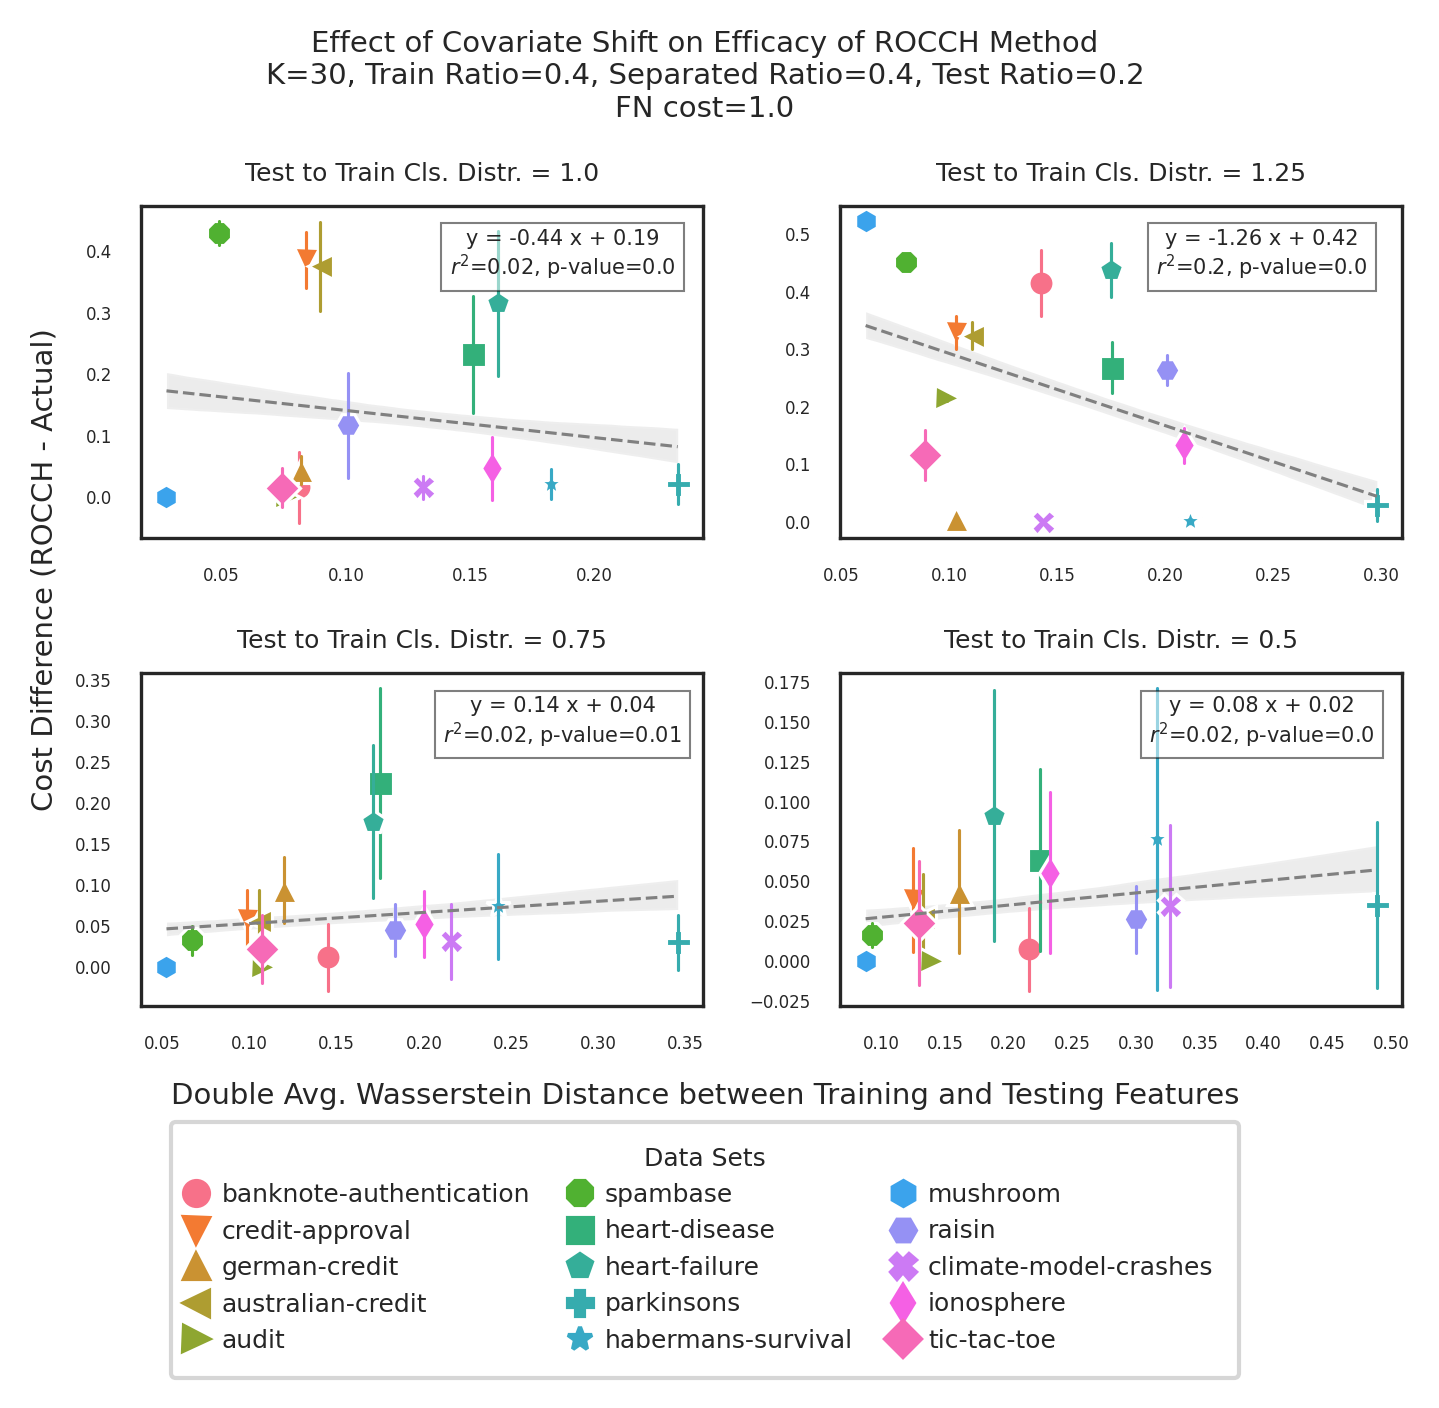 Effect of Covariate Shift on Efficacy of ROCCH Method
K=30, Train Ratio=0.4, Separated Ratio=0.4, Test Ratio=0.2
FN cost=1.0
Cost Difference (ROCCH - Actual)
Test to Train Cls. Distr. = 1.0
y = -0.44 x + 0.19
r²=0.02, p-value=0.0
0.4
0.3
0.2
0.1
0.0
0.05 0.10 0.15 0.20
Test to Train Cls. Distr. = 1.25
y = -1.26 x + 0.42
r²=0.2, p-value=0.0
0.5
0.4
0.3
0.2
0.1
0.0
0.05 0.10 0.15 0.20 0.25 0.30
Test to Train Cls. Distr. = 0.75
y = 0.14 x + 0.04
r²=0.02, p-value=0.01
0.35
0.30
0.25
0.20
0.15
0.10
0.05
0.00
0.05 0.10 0.15 0.20 0.25 0.30 0.35
Test to Train Cls. Distr. = 0.5
y = 0.08 x + 0.02
r²=0.02, p-value=0.0
0.175
0.150
0.125
0.100
0.075
0.050
0.025
0.000
−0.025
0.10 0.15 0.20 0.25 0.30 0.35 0.40 0.45 0.50
Double Avg. Wasserstein Distance between Training and Testing Features
Data Sets
banknote-authentication
credit-approval
german-credit
australian-credit
audit
spambase
heart-disease
heart-failure
parkinsons
habermans-survival
mushroom
raisin
climate-model-crashes
ionosphere
tic-tac-toe